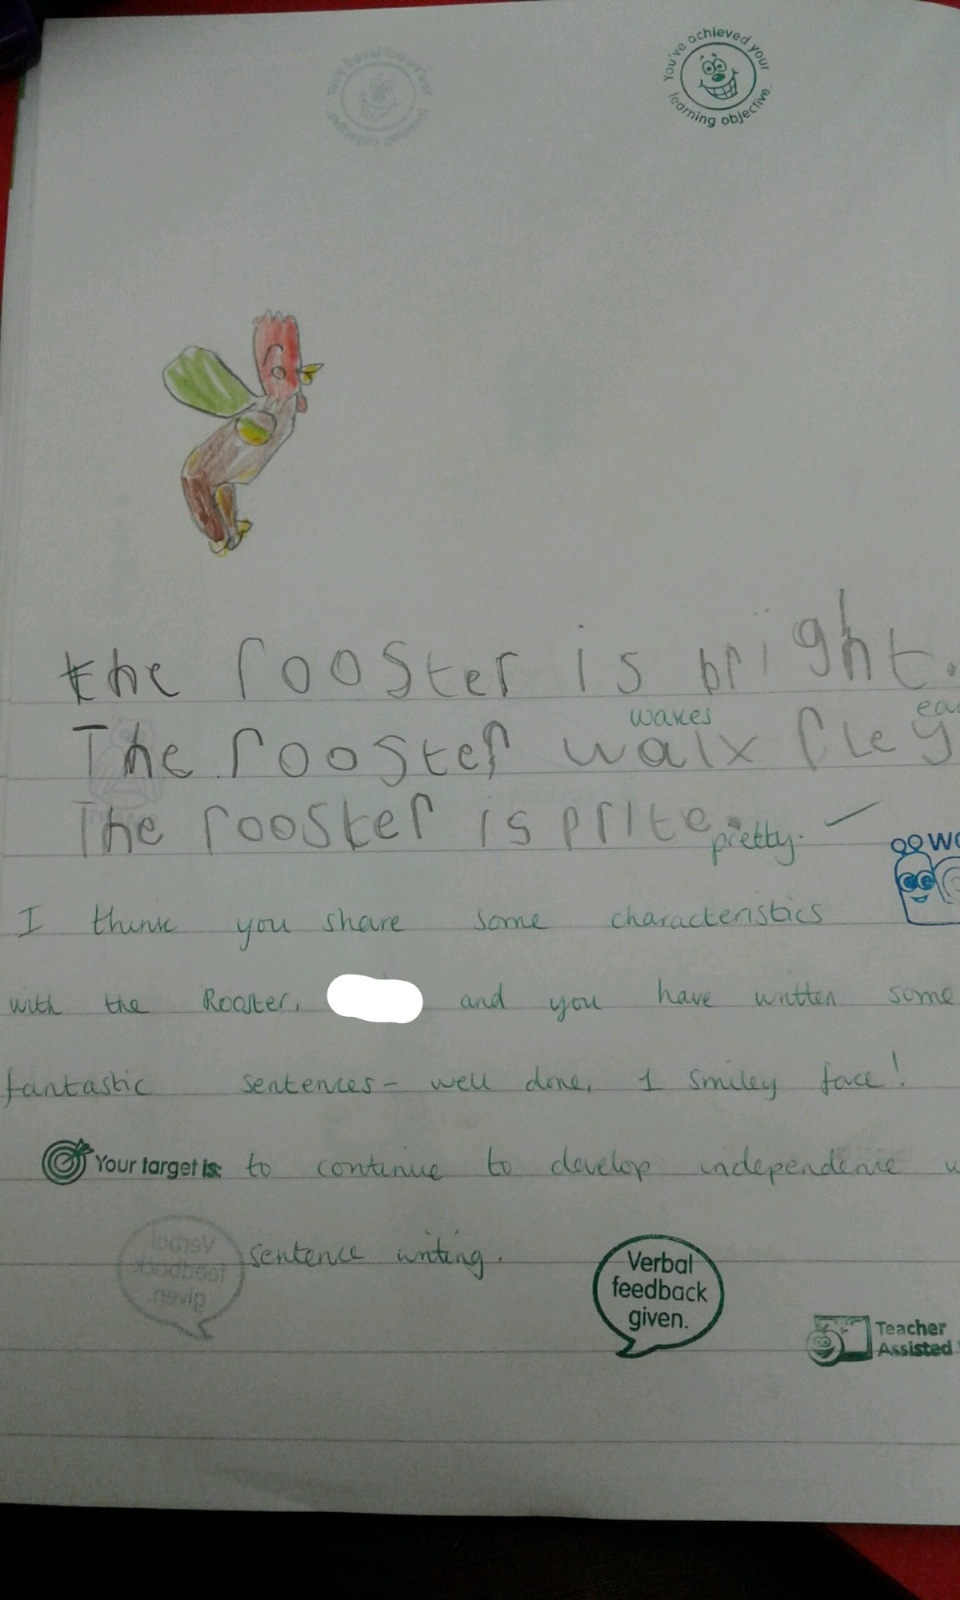 You've achieved your
learning objective.
the rooster is bright.
wakes ea
The rooster walx fley
The rooster is prite.
pretty.
WO
I think you share some characteristics
with the Rooster, and you have written some
fantastic sentences - well done, 1 smiley face!
Your target is: to continue to develop independence
sentence writing.
Verbal
feedback
given.
Teacher
Assisted